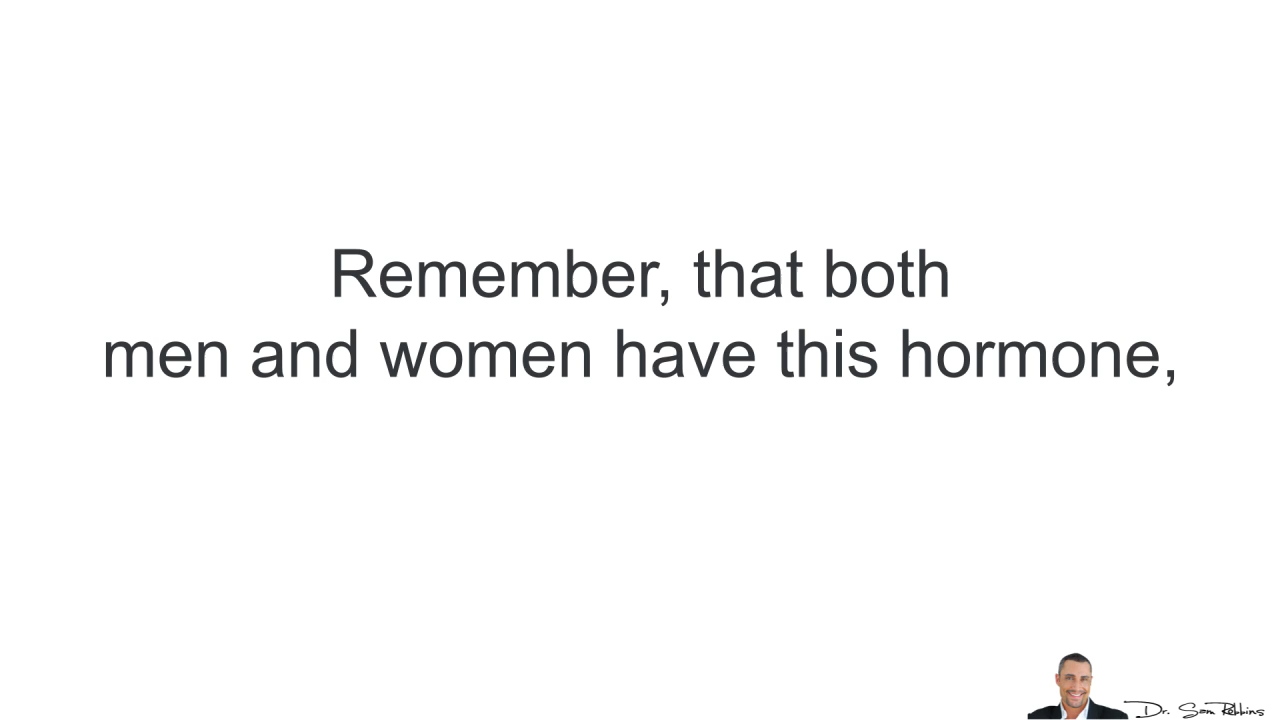 Remember, that both
men and women have this hormone,
Dr. Sam Robbins